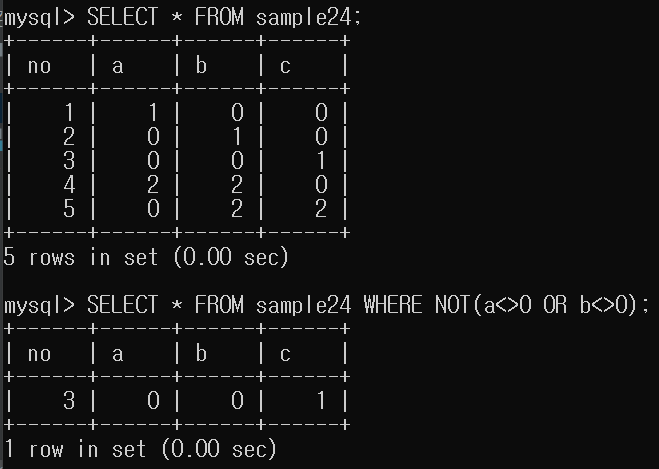 mysql> SELECT * FROM sample24;
+------+------+------+------+
| no   | a    | b    | c    |
+------+------+------+------+
|    1 |    1 |    0 |    0 |
|    2 |    0 |    1 |    0 |
|    3 |    0 |    0 |    1 |
|    4 |    2 |    2 |    0 |
|    5 |    0 |    2 |    2 |
+------+------+------+------+
5 rows in set (0.00 sec)
mysql> SELECT * FROM sample24 WHERE NOT(a<>0 OR b<>0);
+------+------+------+------+
| no   | a    | b    | c    |
+------+------+------+------+
|    3 |    0 |    0 |    1 |
+------+------+------+------+
1 row in set (0.00 sec)